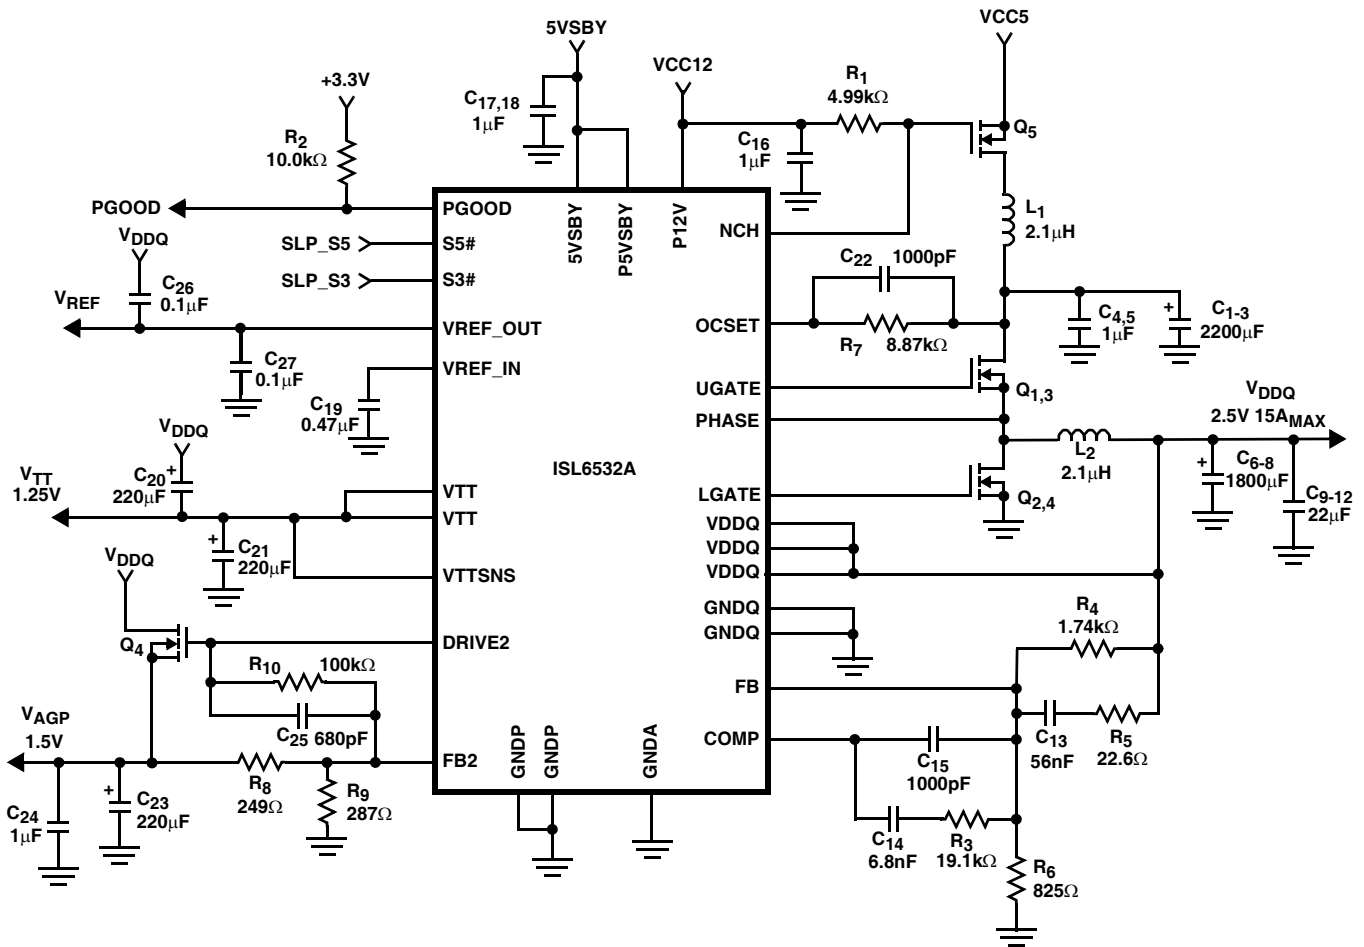 5VSBY
VCC5
VCC12
+3.3V
C17,18
1μF
R1
4.99kΩ
R2
10.0kΩ
C16
1μF
Q5
PGOOD
PGOOD
5VSBY
P5VSBY
P12V
NCH
L1
2.1μH
VDDQ
SLP_S5
S5#
SLP_S3
S3#
C22
1000pF
C26
0.1μF
VREF
VREF_OUT
OCSET
R7
8.87kΩ
C4,5
1μF
+
C1-3
2200μF
C27
0.1μF
VREF_IN
UGATE
Q1,3
C19
0.47μF
PHASE
VDDQ
2.5V 15AMAX
VDDQ
L2
2.1μH
ISL6532A
VTT
1.25V
C20
+
220μF
VTT
VTT
LGATE
Q2,4
+
C6-8
1800μF
C9-12
22μF
VDDQ
VDDQ
VDDQ
+
C21
220μF
VDDQ
VTTSNS
GNDQ
GNDQ
R4
1.74kΩ
Q4
DRIVE2
R10
100kΩ
FB
C25
680pF
VAGP
1.5V
C13
56nF
R5
22.6Ω
COMP
C15
1000pF
FB2
GNDP
GNDP
GNDA
R8
249Ω
R9
287Ω
C24
1μF
+
C23
220μF
C14
6.8nF
R3
19.1kΩ
R6
825Ω